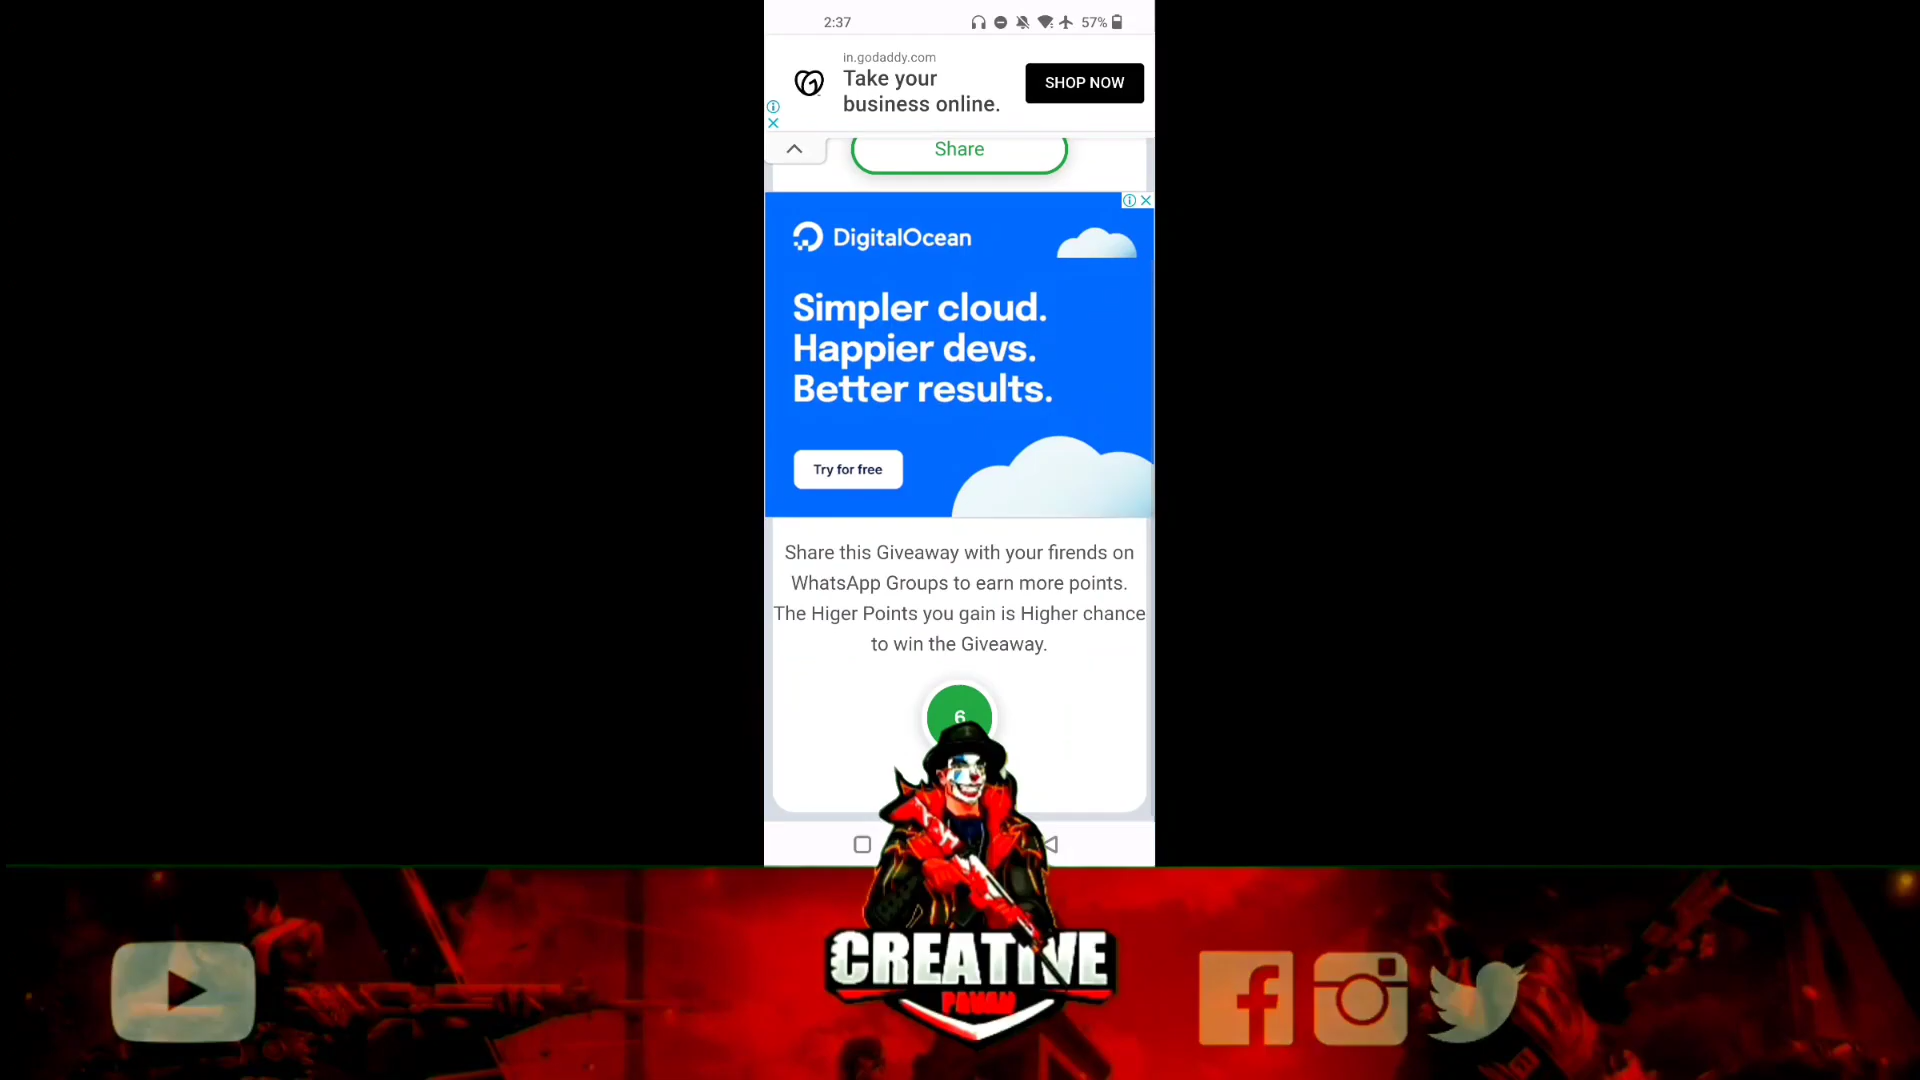 2:37
57%
in.godaddy.com
Take your
business online.
SHOP NOW
Share
DigitalOcean
Simpler cloud.
Happier devs.
Better results.
Try for free
Share this Giveaway with your firends on
WhatsApp Groups to earn more points.
The Higer Points you gain is Higher chance
to win the Giveaway.
6
CREATIVE
PAVAN